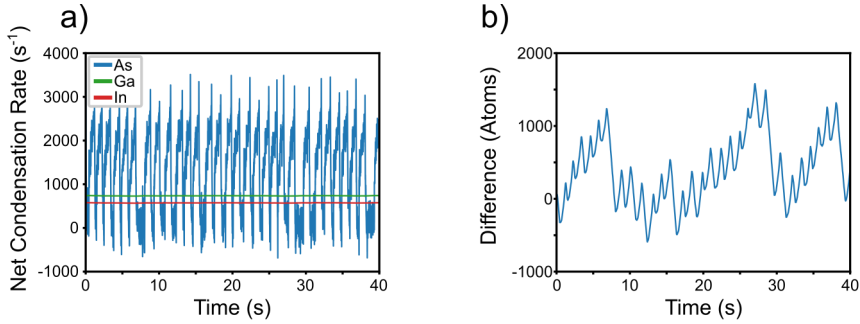 a)
Net Condensation Rate (s⁻¹)
4000
3000
2000
1000
0
-1000
As
Ga
In
0
10
20
30
40
Time (s)
b)
Difference (Atoms)
2000
1000
0
-1000
0
10
20
30
40
Time (s)